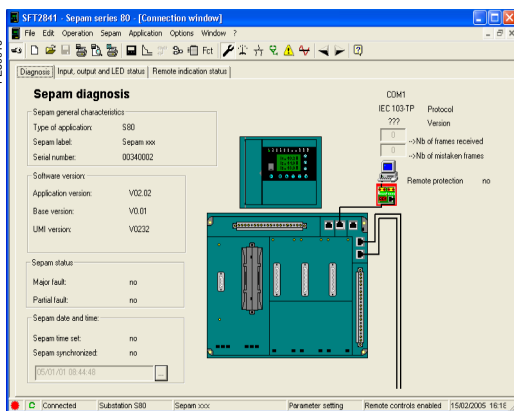 SFT2841 - Sepam series 80 - [Connection window]
File Edit Operation Sepam Application Options Window ?
Fct
Diagnosis Input, output and LED status Remote indication status
Sepam diagnosis
Sepam general characteristics
Type of application: S80
Sepam label: Sepam xxx
Serial number: 00340002
Software version:
Application version: V02.02
Base version: V0.01
UMI version: V0232
Sepam status
Major fault: no
Partial fault: no
Sepam date and time:
Sepam time set: no
Sepam synchronized: no
05/01/01 08:44:48 ...
COM1
IEC 103-TP Protocol
??? Version
0 -->Nb of frames received
0 -->Nb of mistaken frames
Remote protection no
Connected Substation S80 Sepam xxx Parameter setting Remote controls enabled 15/02/2005 16:16